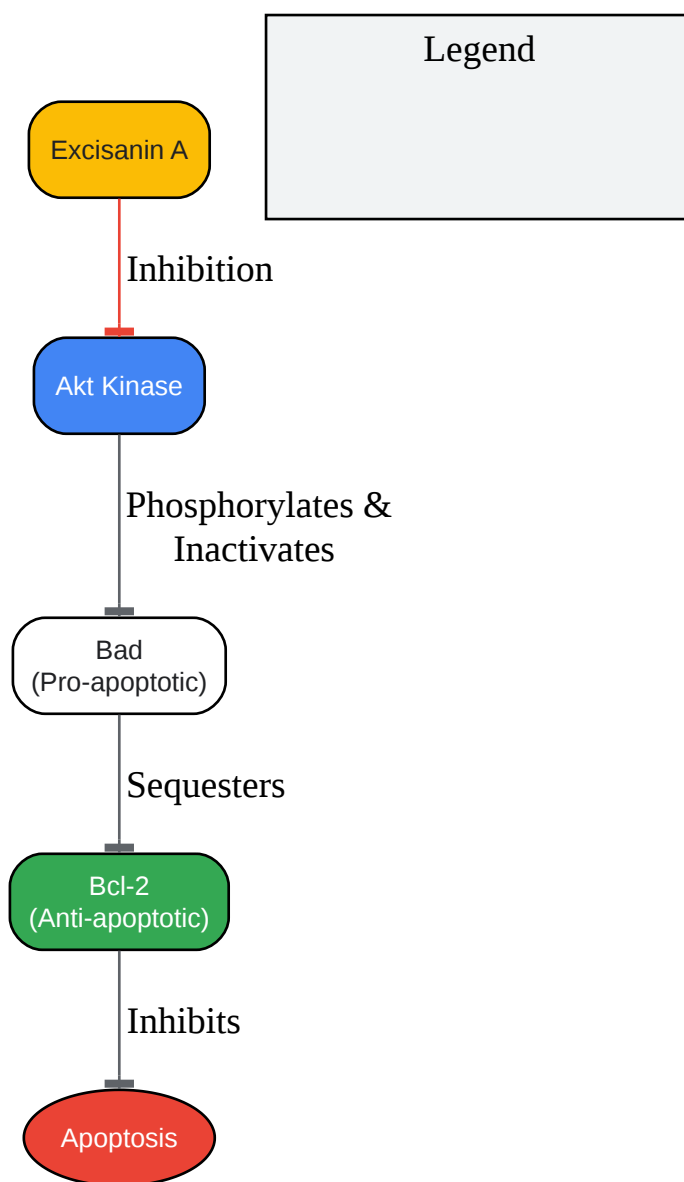 Legend
Excisanin A
Inhibition
Akt Kinase
Phosphorylates &
Inactivates
Bad
(Pro-apoptotic)
Sequesters
Bcl-2
(Anti-apoptotic)
Inhibits
Apoptosis